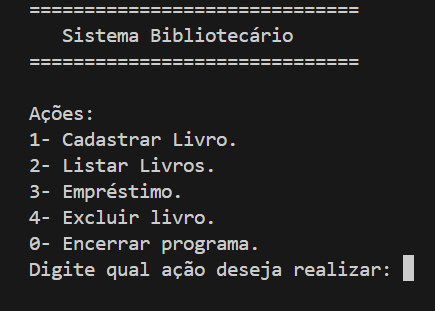 ==============================
Sistema Bibliotecário
==============================
Ações:
1- Cadastrar Livro.
2- Listar Livros.
3- Empréstimo.
4- Excluir livro.
0- Encerrar programa.
Digite qual ação deseja realizar: